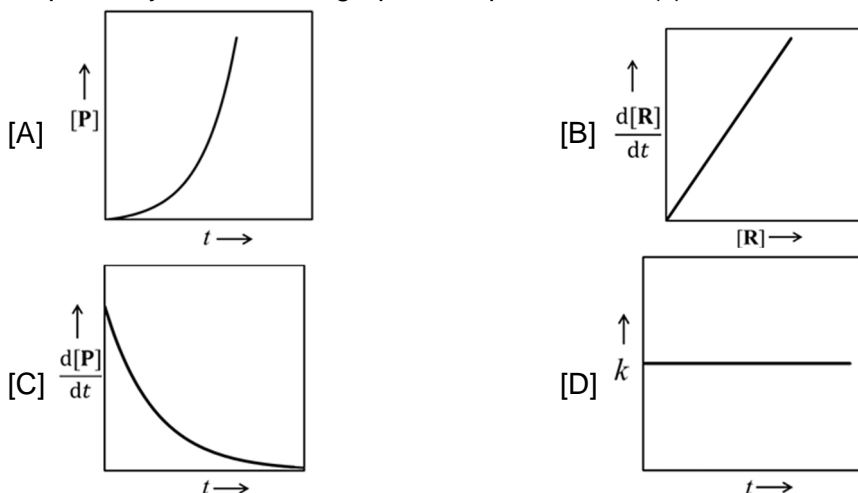 [A]
↑
[P]
t →
[B]
↑
d[R]
dt
[R] →
[C]
↑
d[P]
dt
t →
[D]
↑
k
t →